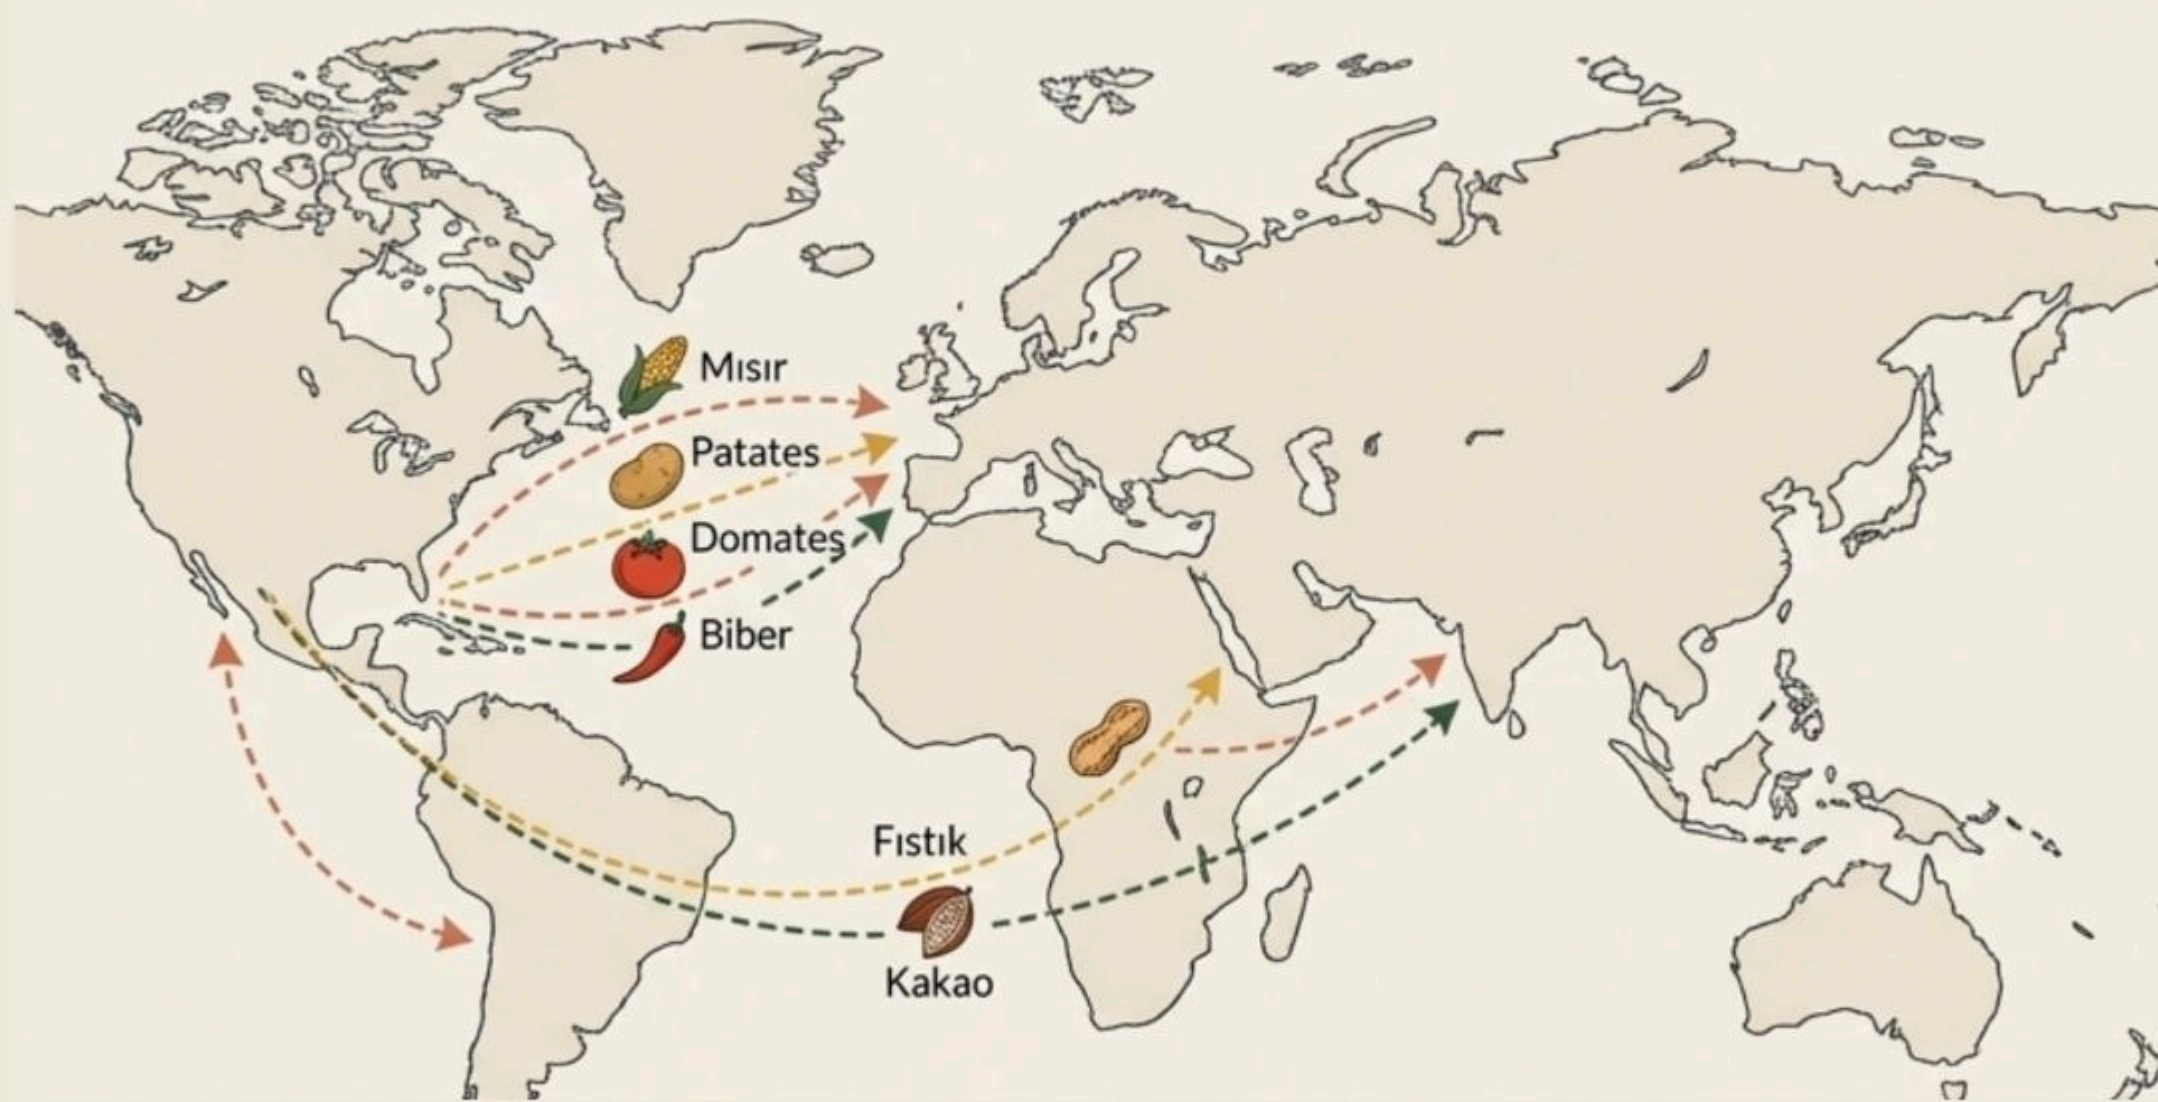 Mısır
Patates
Domates
Biber
Fıstık
Kakao